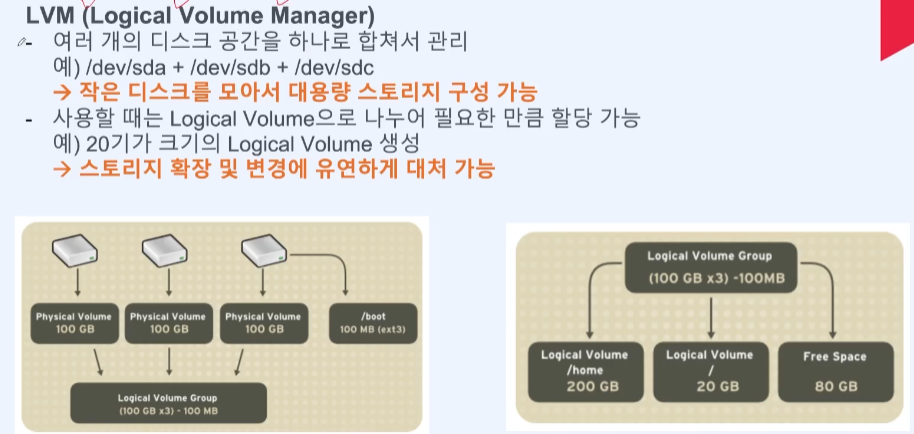 LVM (Logical Volume Manager)
- 여러 개의 디스크 공간을 하나로 합쳐서 관리
예) /dev/sda + /dev/sdb + /dev/sdc
→ 작은 디스크를 모아서 대용량 스토리지 구성 가능
- 사용할 때는 Logical Volume으로 나누어 필요한 만큼 할당 가능
예) 20기가 크기의 Logical Volume 생성
→ 스토리지 확장 및 변경에 유연하게 대처 가능
Physical Volume
100 GB
Physical Volume
100 GB
Physical Volume
100 GB
/boot
100 MB (ext3)
Logical Volume Group
(100 GB x3) - 100 MB
Logical Volume Group
(100 GB x3) -100MB
Logical Volume
/home
200 GB
Logical Volume
/
20 GB
Free Space
80 GB